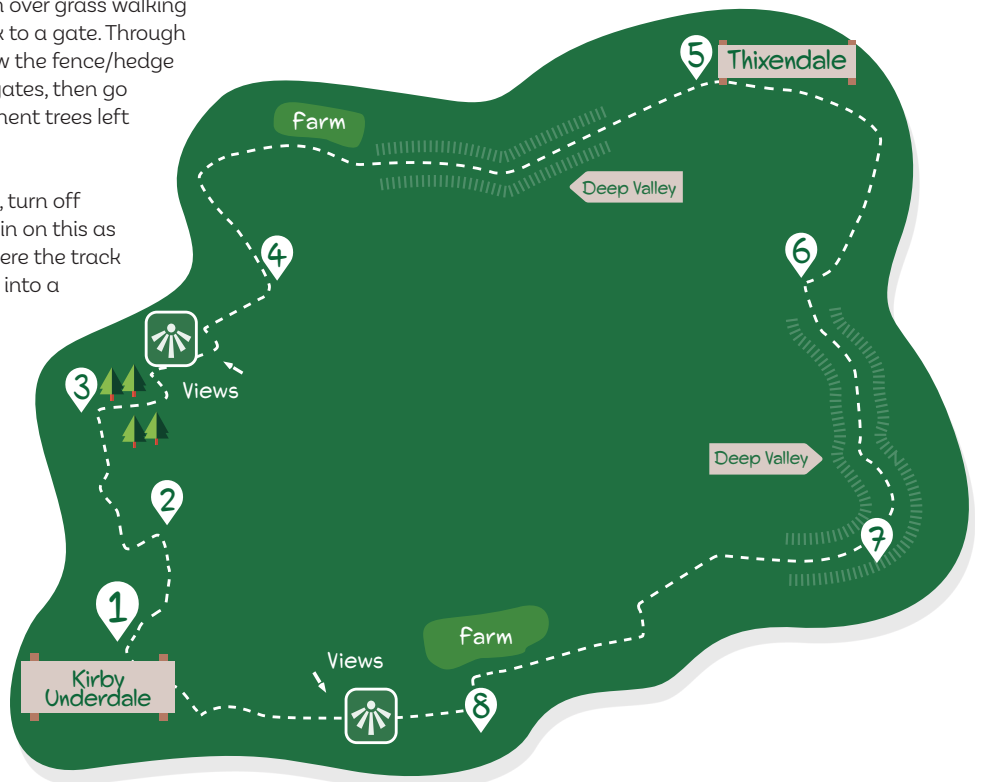 n over grass walking
k to a gate. Through
w the fence/hedge
gates, then go
nent trees left
, turn off
in on this as
ere the track
into a
5
Thixendale
Farm
Deep Valley
4
6
3
Views
Deep Valley
2
7
1
Farm
Kirby
Underdale
Views
8